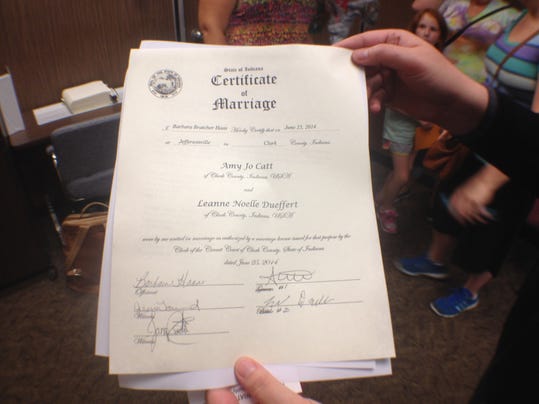 State of Indiana
Certificate
of
Marriage
I Barbara Bratcher Haas Hereby Certify that on June 25, 2014
at Jeffersonville in Clark County, Indiana
Amy Jo Catt
of Clark County, Indiana, USA
and
Leanne Noelle Dueffert
of Clark County, Indiana, USA
were by me united in marriage as authorized by a marriage license issued for that purpose by the
Clerk of the Circuit Court of Clark County, State of Indiana
dated June 25, 2014
Barbara Haas
Officiant #1
Witness #2
Witness